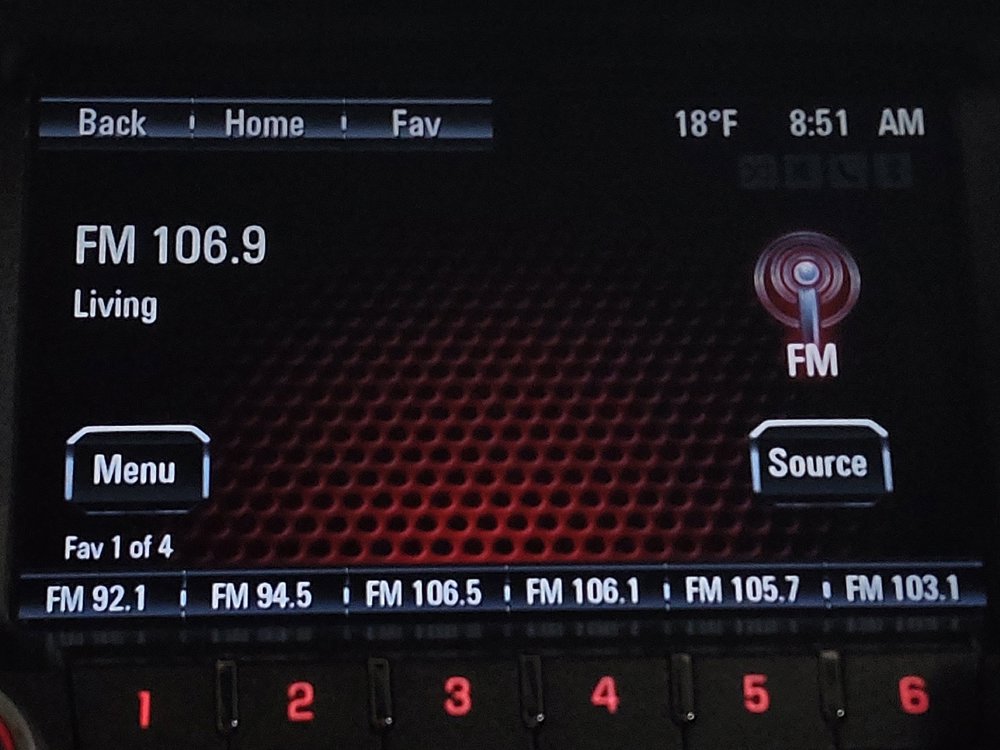 Back Home Fav 18°F 8:51 AM
FM 106.9
Living
FM
Menu Source
Fav 1 of 4
FM 92.1 FM 94.5 FM 106.5 FM 106.1 FM 105.7 FM 103.1
1 2 3 4 5 6